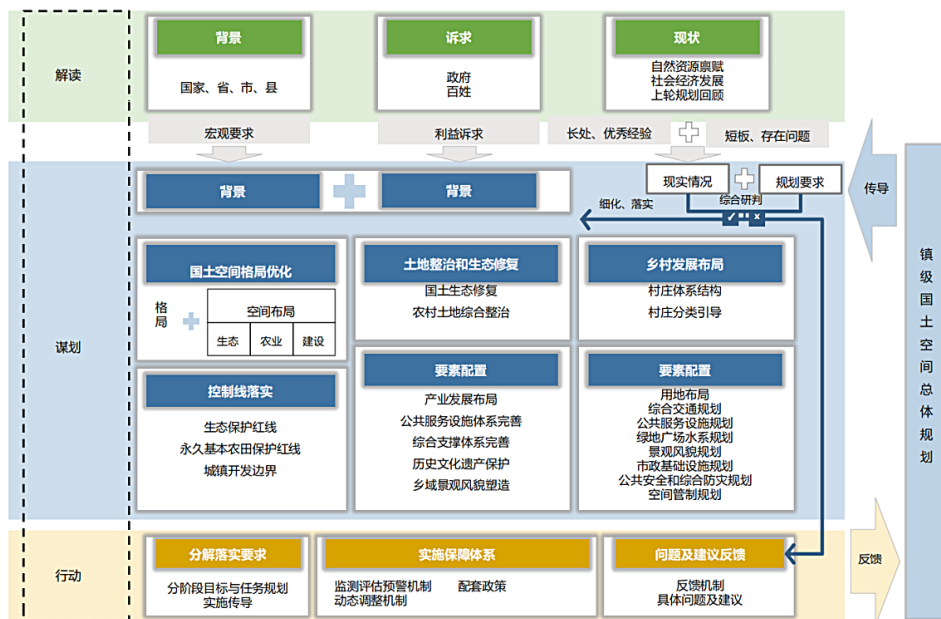 解读
背景
国家、省、市、县
诉求
政府
百姓
现状
自然资源禀赋
社会经济发展
上轮规划回顾
宏观要求
利益诉求
长处、优秀经验
短板、存在问题
谋划
背景
背景
现实情况
规划要求
综合研判
细化、落实
传导
国土空间格局优化
格局
空间布局
生态
农业
建设
土地整治和生态修复
国土生态修复
农村土地综合整治
乡村发展布局
村庄体系结构
村庄分类引导
控制线落实
生态保护红线
永久基本农田保护红线
城镇开发边界
要素配置
产业发展布局
公共服务设施体系完善
综合支撑体系完善
历史文化遗产保护
乡域景观风貌塑造
要素配置
用地布局
综合交通规划
公共服务设施规划
绿地广场水系规划
景观风貌规划
市政基础设施规划
公共安全和综合防灾规划
空间管制规划
镇级国土空间总体规划
行动
分解落实要求
分阶段目标与任务规划
实施传导
实施保障体系
监测评估预警机制 配套政策
动态调整机制
问题及建议反馈
反馈机制
具体问题及建议
反馈